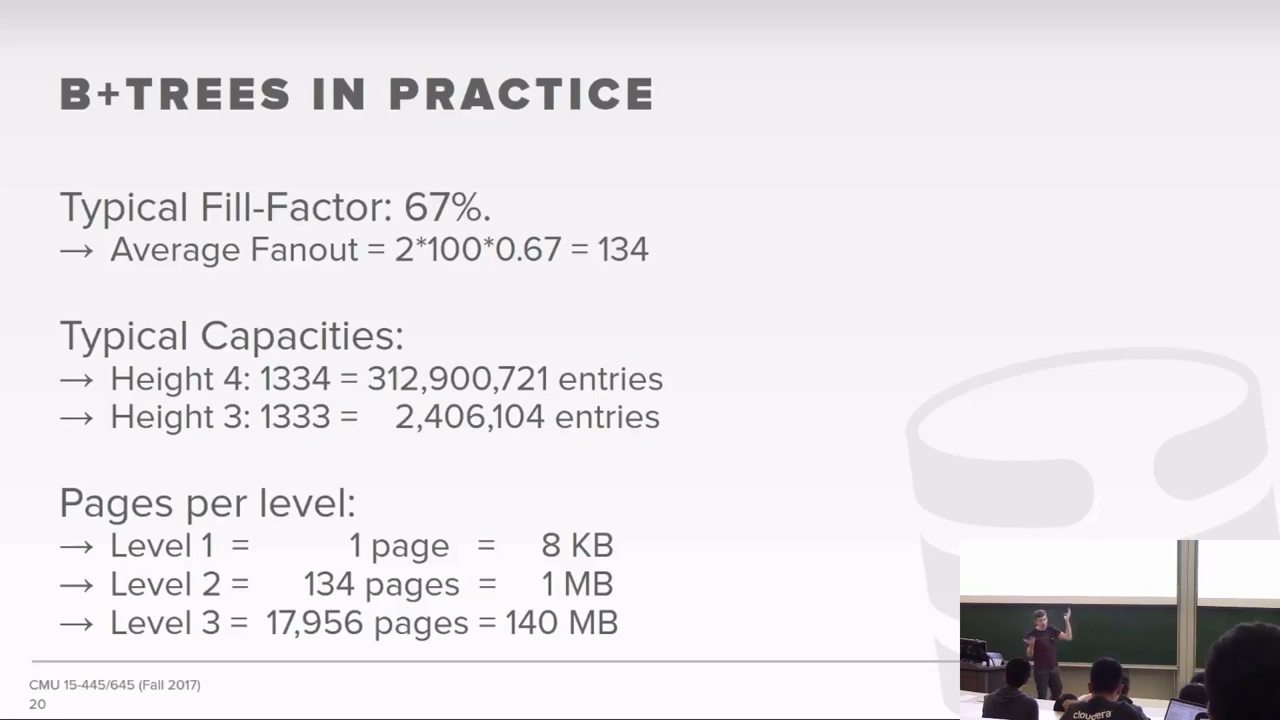 B+TREES IN PRACTICE
Typical Fill-Factor: 67%.
→ Average Fanout = 2*100*0.67 = 134
Typical Capacities:
→ Height 4: 1334 = 312,900,721 entries
→ Height 3: 1333 = 2,406,104 entries
Pages per level:
→ Level 1 = 1 page = 8 KB
→ Level 2 = 134 pages = 1 MB
→ Level 3 = 17,956 pages = 140 MB
CMU 15-445/645 (Fall 2017)
20
cloudera